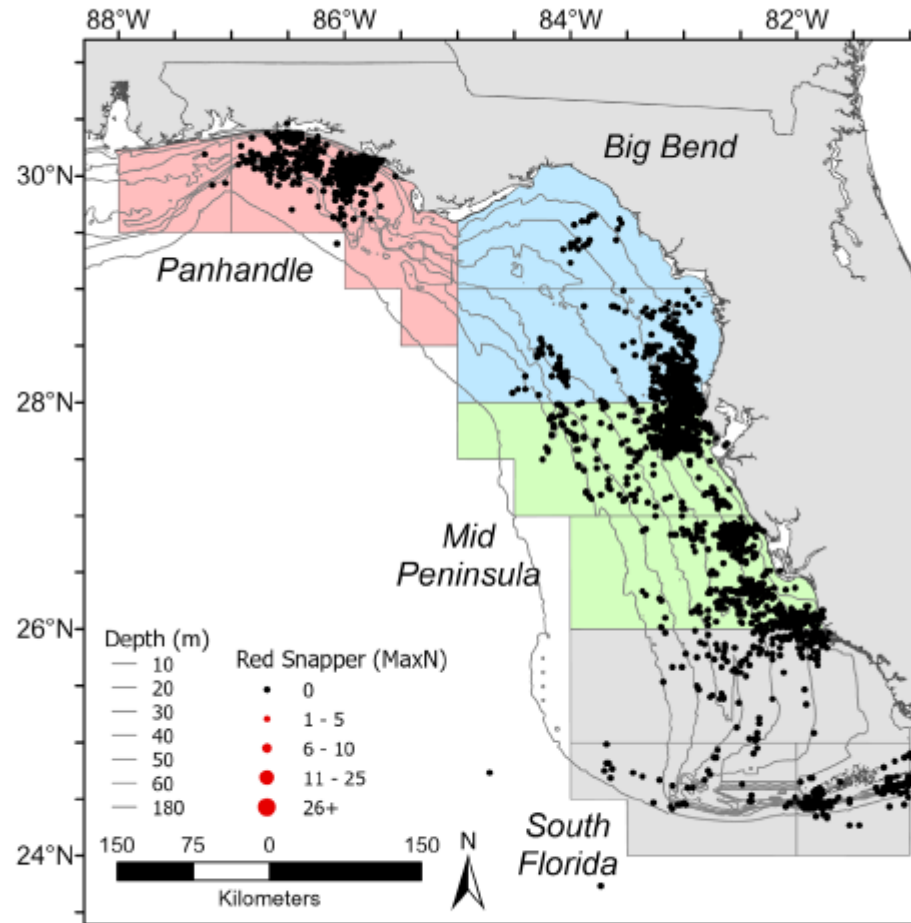 88°W 86°W 84°W 82°W
30°N
28°N
26°N
24°N
Big Bend
Panhandle
Mid
Peninsula
South
Florida
Depth (m)
10
20
30
40
50
60
180
Red Snapper (MaxN)
0
1 - 5
6 - 10
11 - 25
26+
150 75 0 150
Kilometers
N